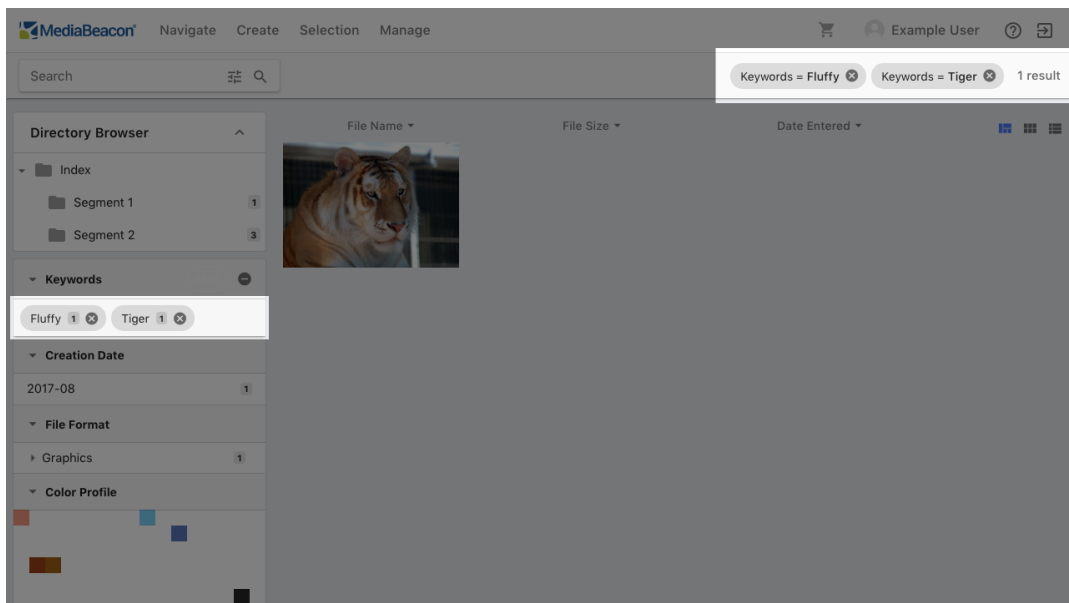 MediaBeacon® Navigate Create Selection Manage Example User
Search Keywords = Fluffy Keywords = Tiger 1 result
Directory Browser File Name File Size Date Entered
Index
Segment 1 1
Segment 2 3
Keywords
Fluffy 1 Tiger 1
Creation Date
2017-08 1
File Format
Graphics 1
Color Profile